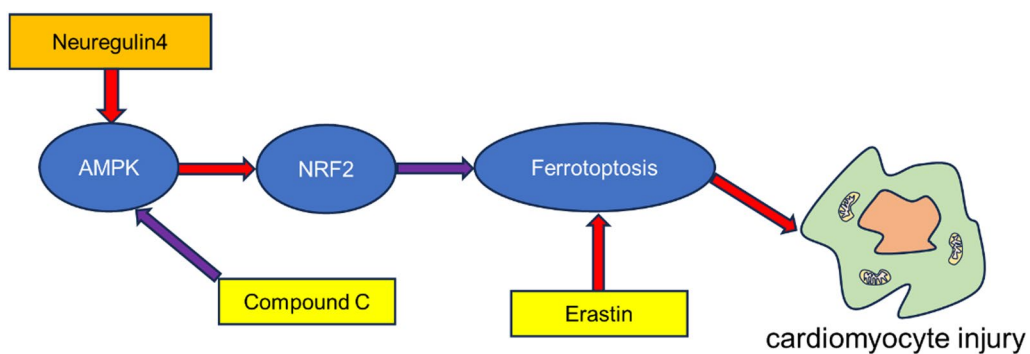 Neuregulin4
AMPK
NRF2
Ferrotoptosis
Compound C
Erastin
cardiomyocyte injury